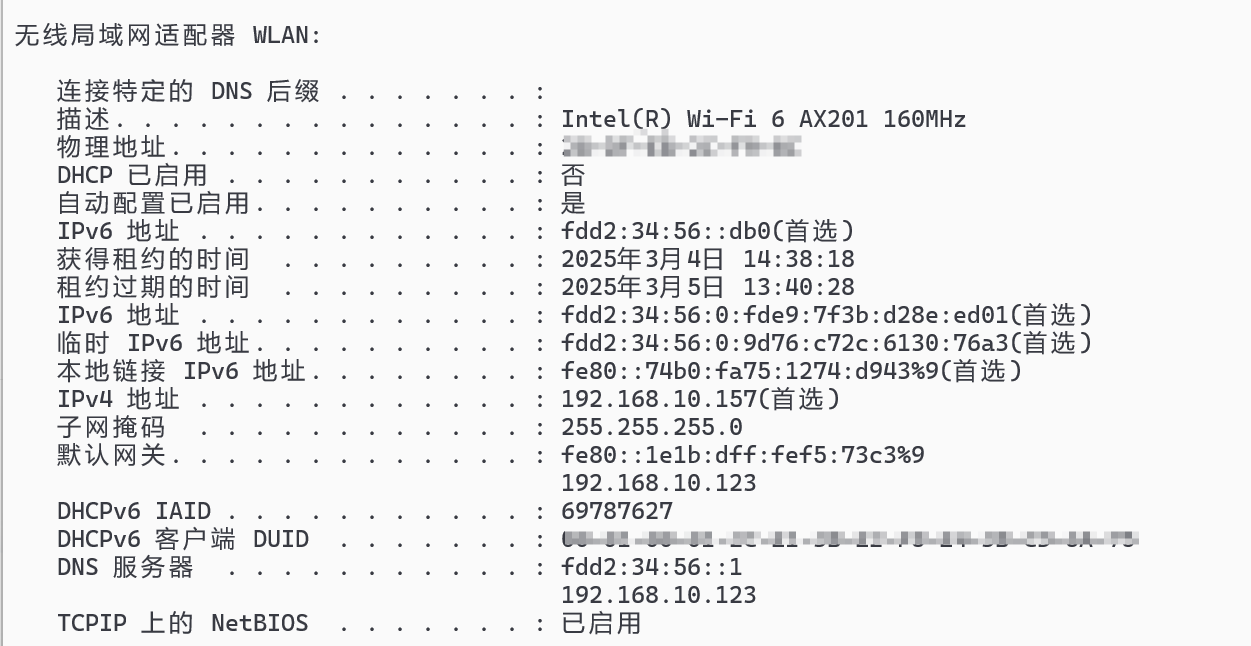 无线局域网适配器 WLAN:
连接特定的 DNS 后缀 . . . . . . . :
描述. . . . . . . . . . . . . . . : Intel(R) Wi-Fi 6 AX201 160MHz
物理地址. . . . . . . . . . . . . :
DHCP 已启用 . . . . . . . . . . . : 否
自动配置已启用. . . . . . . . . . : 是
IPv6 地址 . . . . . . . . . . . . : fdd2:34:56::db0(首选)
获得租约的时间  . . . . . . . . . : 2025年3月4日 14:38:18
租约过期的时间  . . . . . . . . . : 2025年3月5日 13:40:28
IPv6 地址 . . . . . . . . . . . . : fdd2:34:56:0:fde9:7f3b:d28e:ed01(首选)
临时 IPv6 地址. . . . . . . . . . : fdd2:34:56:0:9d76:c72c:6130:76a3(首选)
本地链接 IPv6 地址. . . . . . . . : fe80::74b0:fa75:1274:d943%9(首选)
IPv4 地址 . . . . . . . . . . . . : 192.168.10.157(首选)
子网掩码  . . . . . . . . . . . . : 255.255.255.0
默认网关. . . . . . . . . . . . . : fe80::1e1b:dff:fef5:73c3%9
192.168.10.123
DHCPv6 IAID . . . . . . . . . . . : 69787627
DHCPv6 客户端 DUID  . . . . . . . :
DNS 服务器  . . . . . . . . . . . : fdd2:34:56::1
192.168.10.123
TCPIP 上的 NetBIOS  . . . . . . . : 已启用